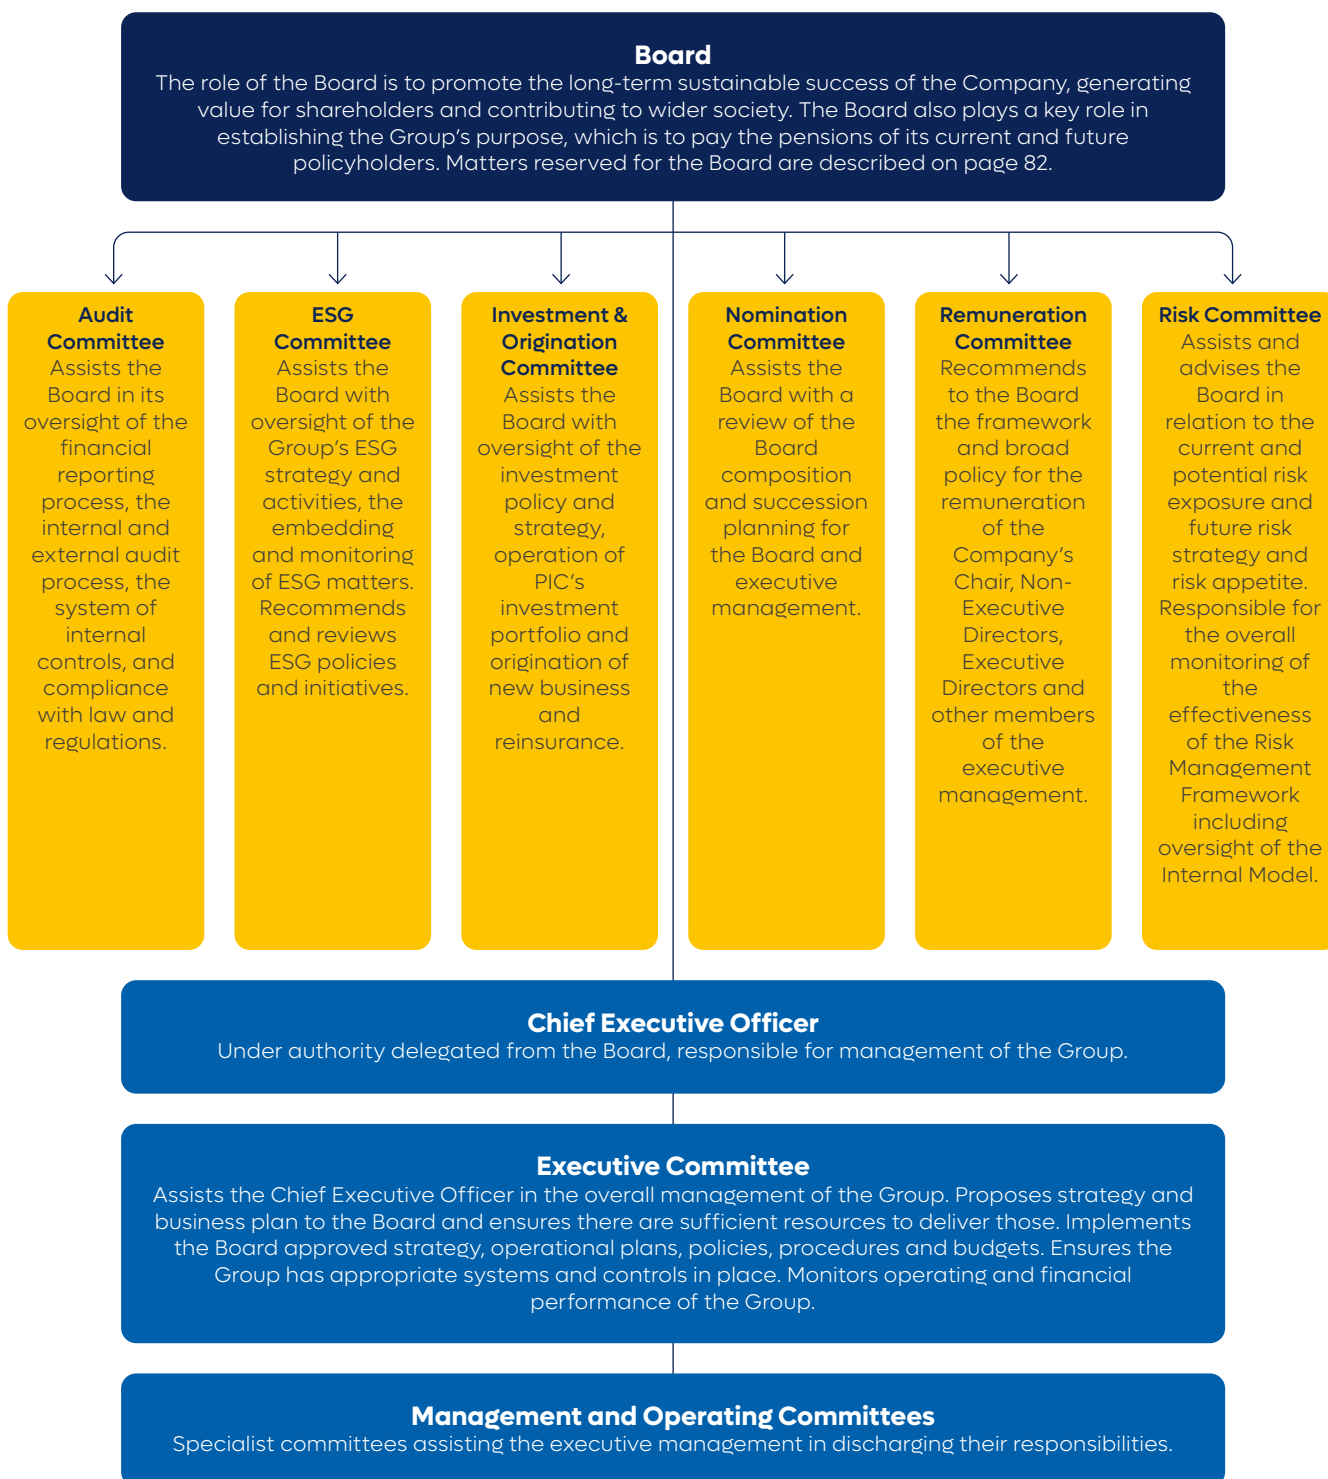 Board
The role of the Board is to promote the long-term sustainable success of the Company, generating
value for shareholders and contributing to wider society. The Board also plays a key role in
establishing the Group’s purpose, which is to pay the pensions of its current and future
policyholders. Matters reserved for the Board are described on page 82.
Audit
Committee
Assists the
Board in its
oversight of the
financial
reporting
process, the
internal and
external audit
process, the
system of
internal
controls, and
compliance
with law and
regulations.
ESG
Committee
Assists the
Board with
oversight of the
Group’s ESG
strategy and
activities, the
embedding
and monitoring
of ESG matters.
Recommends
and reviews
ESG policies
and initiatives.
Investment &
Origination
Committee
Assists the
Board with
oversight of the
investment
policy and
strategy,
operation of
PIC’s
investment
portfolio and
origination of
new business
and
reinsurance.
Nomination
Committee
Assists the
Board with a
review of the
Board
composition
and succession
planning for
the Board and
executive
management.
Remuneration
Committee
Recommends
to the Board
the framework
and broad
policy for the
remuneration
of the
Company’s
Chair, Non-
Executive
Directors,
Executive
Directors and
other members
of the
executive
management.
Risk Committee
Assists and
advises the
Board in
relation to the
current and
potential risk
exposure and
future risk
strategy and
risk appetite.
Responsible for
the overall
monitoring of
the
effectiveness
of the Risk
Management
Framework
including
oversight of the
Internal Model.
Chief Executive Officer
Under authority delegated from the Board, responsible for management of the Group.
Executive Committee
Assists the Chief Executive Officer in the overall management of the Group. Proposes strategy and
business plan to the Board and ensures there are sufficient resources to deliver those. Implements
the Board approved strategy, operational plans, policies, procedures and budgets. Ensures the
Group has appropriate systems and controls in place. Monitors operating and financial
performance of the Group.
Management and Operating Committees
Specialist committees assisting the executive management in discharging their responsibilities.